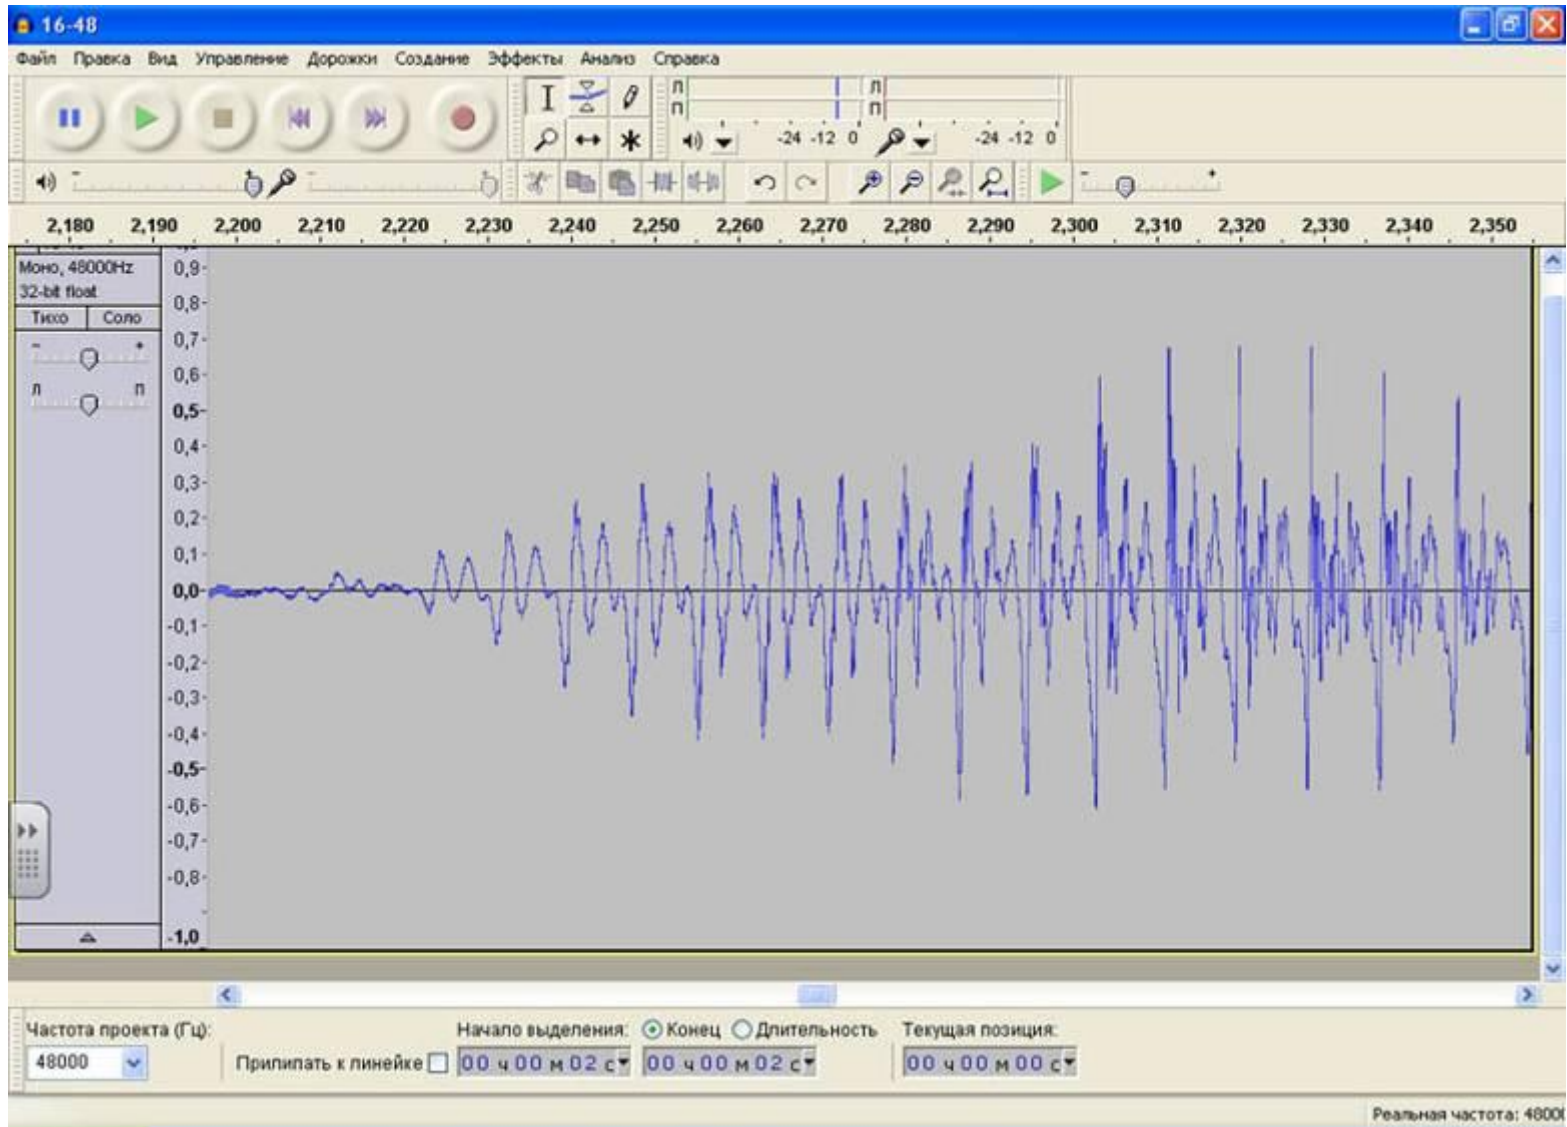 16-48
Файл Правка Вид Управление Дорожки Создание Эффекты Анализ Справка
Л Л
П П
-24 -12 0 -24 -12 0
- + 
2,180 2,190 2,200 2,210 2,220 2,230 2,240 2,250 2,260 2,270 2,280 2,290 2,300 2,310 2,320 2,330 2,340 2,350
Моно, 48000Hz
32-bit float
Тихо Соло
- +
Л П
0,9
0,8
0,7
0,6
0,5
0,4
0,3
0,2
0,1
0,0
-0,1
-0,2
-0,3
-0,4
-0,5
-0,6
-0,7
-0,8
-1,0
Частота проекта (Гц): Начало выделения: Конец Длительность Текущая позиция:
48000 Прилипать к линейке 00 ч 00 м 02 с 00 ч 00 м 02 с 00 ч 00 м 00 с
Реальная частота: 4800